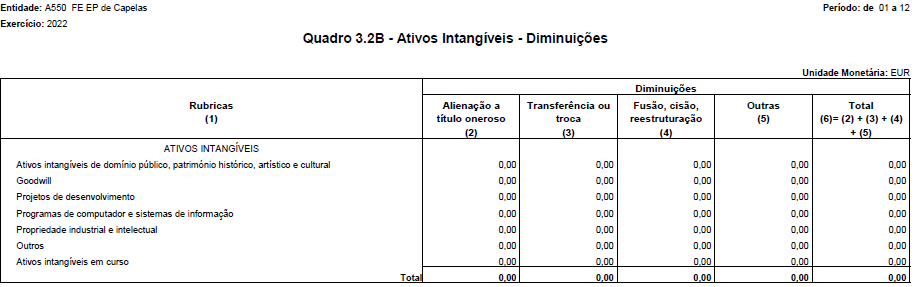 Entidade: A550 FE EP de Capelas Período: de 01 a 12
Exercício: 2022
Quadro 3.2B - Ativos Intangíveis - Diminuições
Unidade Monetária: EUR
Diminuições
Rubricas (1) Alienação a título oneroso (2) Transferência ou troca (3) Fusão, cisão, reestruturação (4) Outras (5) Total (6)= (2) + (3) + (4) + (5)
ATIVOS INTANGÍVEIS
Ativos intangíveis de domínio público, património histórico, artístico e cultural 0,00 0,00 0,00 0,00 0,00
Goodwill 0,00 0,00 0,00 0,00 0,00
Projetos de desenvolvimento 0,00 0,00 0,00 0,00 0,00
Programas de computador e sistemas de informação 0,00 0,00 0,00 0,00 0,00
Propriedade industrial e intelectual 0,00 0,00 0,00 0,00 0,00
Outros 0,00 0,00 0,00 0,00 0,00
Ativos intangíveis em curso 0,00 0,00 0,00 0,00 0,00
Total 0,00 0,00 0,00 0,00 0,00